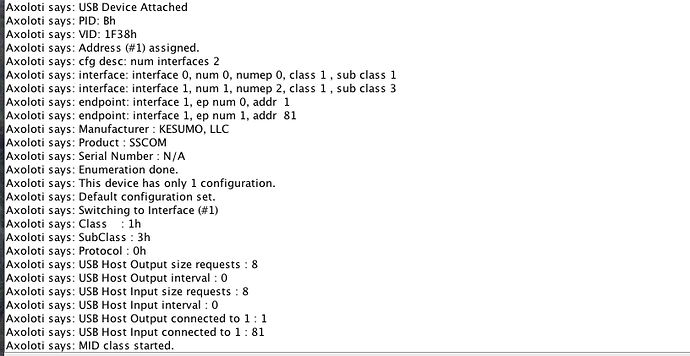 Axoloti says: USB Device Attached
Axoloti says: PID: Bh
Axoloti says: VID: 1F38h
Axoloti says: Address (#1) assigned.
Axoloti says: cfg desc: num interfaces 2
Axoloti says: interface: interface 0, num 0, numep 0, class 1 , sub class 1
Axoloti says: interface: interface 1, num 1, numep 2, class 1 , sub class 3
Axoloti says: endpoint: interface 1, ep num 0, addr  1
Axoloti says: endpoint: interface 1, ep num 1, addr  81
Axoloti says: Manufacturer : KESUMO, LLC
Axoloti says: Product : SSCOM
Axoloti says: Serial Number : N/A
Axoloti says: Enumeration done.
Axoloti says: This device has only 1 configuration.
Axoloti says: Default configuration set.
Axoloti says: Switching to Interface (#1)
Axoloti says: Class    : 1h
Axoloti says: SubClass : 3h
Axoloti says: Protocol : 0h
Axoloti says: USB Host Output size requests : 8
Axoloti says: USB Host Output interval : 0
Axoloti says: USB Host Input size requests : 8
Axoloti says: USB Host Input interval : 0
Axoloti says: USB Host Output connected to 1 : 1
Axoloti says: USB Host Input connected to 1 : 81
Axoloti says: MID class started.